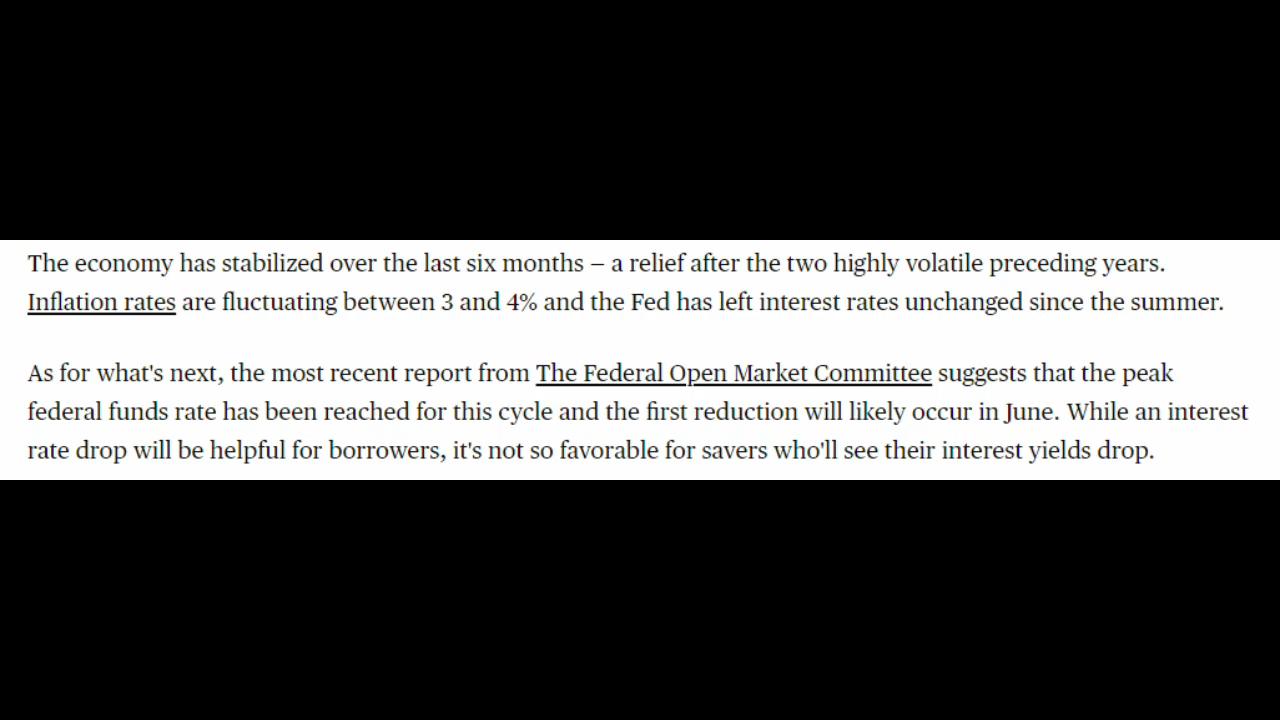 The economy has stabilized over the last six months – a relief after the two highly volatile preceding years.
Inflation rates are fluctuating between 3 and 4% and the Fed has left interest rates unchanged since the summer.
As for what's next, the most recent report from The Federal Open Market Committee suggests that the peak
federal funds rate has been reached for this cycle and the first reduction will likely occur in June. While an interest
rate drop will be helpful for borrowers, it's not so favorable for savers who'll see their interest yields drop.